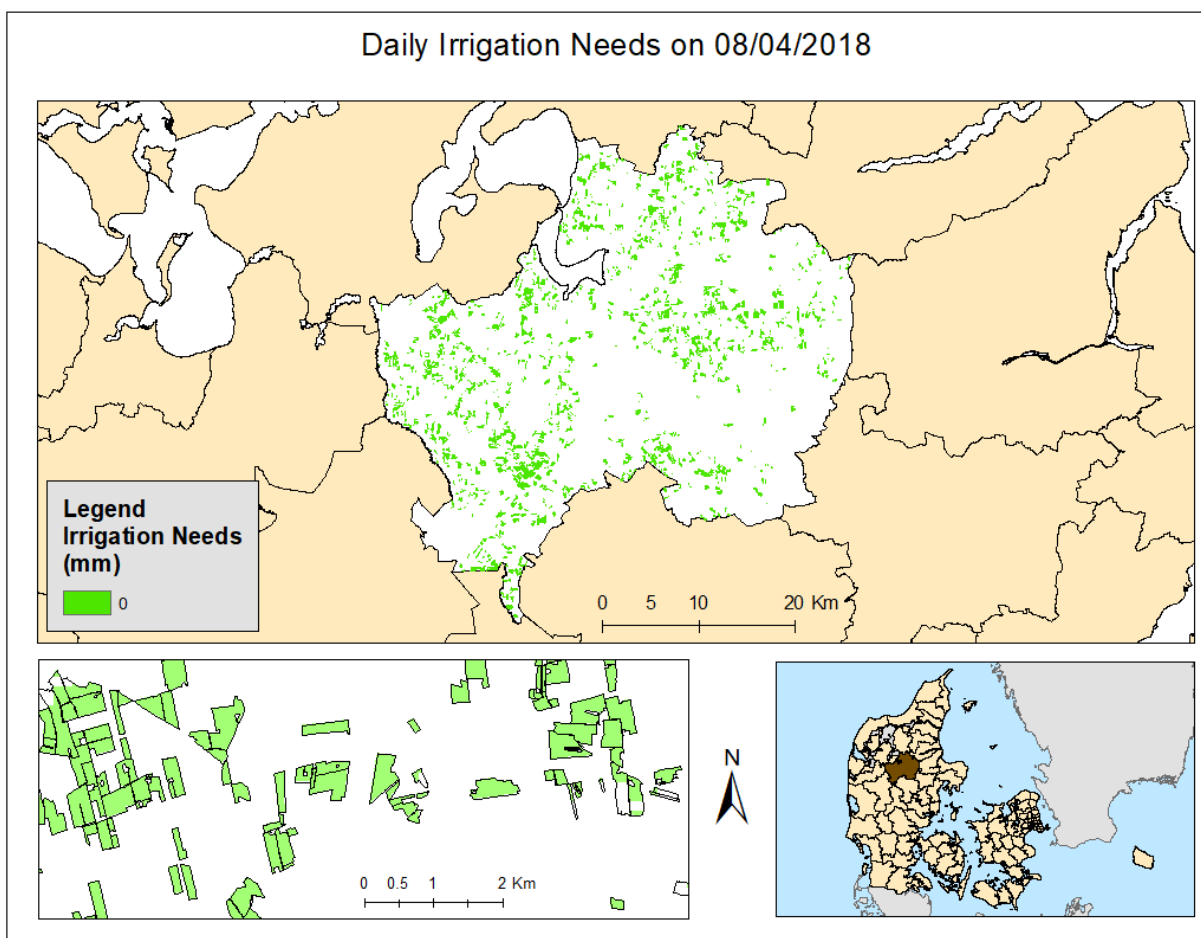 Daily Irrigation Needs on 08/04/2018
Legend
Irrigation Needs
(mm)
0
0 5 10 20 Km
0 0.5 1 2 Km
N